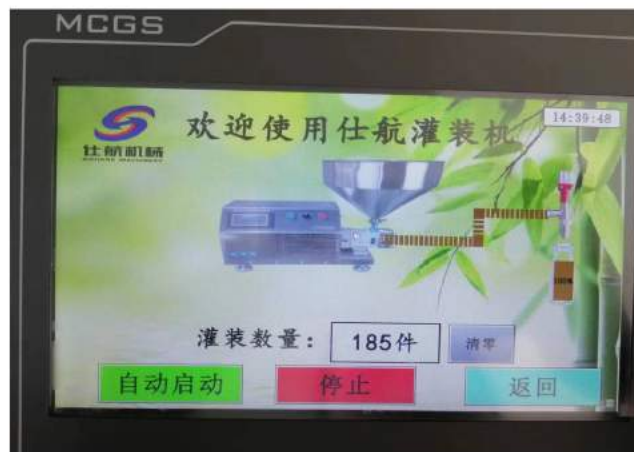 MCGS
欢迎使用仕航灌装机
14:39:48
仕航机械
灌装数量: 185件 清零
自动启动 停止 返回